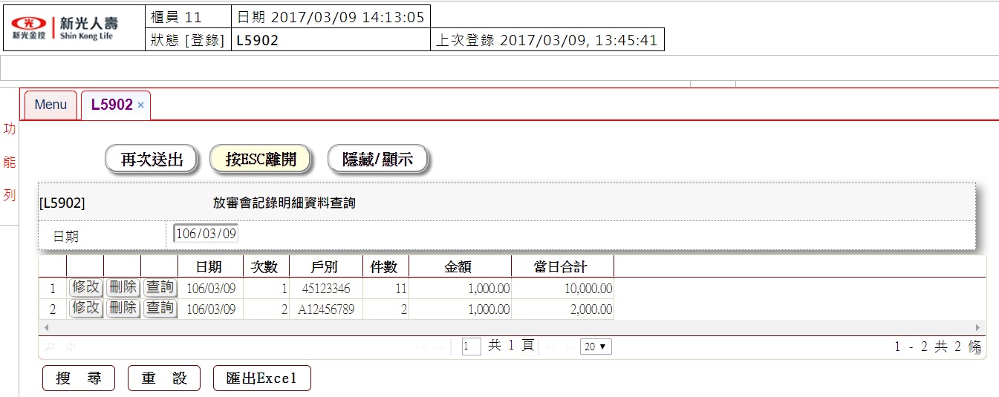 新光金控 新光人壽 Shin Kong Life
櫃員 11 日期 2017/03/09 14:13:05
狀態 [登錄] L5902 上次登錄 2017/03/09, 13:45:41
Menu L5902 ×
功
能
列
再次送出 按ESC離開 隱藏/顯示
[L5902] 放審會記錄明細資料查詢
日期 106/03/09
日期 次數 戶別 件數 金額 當日合計
1 修改 刪除 查詢 106/03/09 1 45123346 11 1,000.00 10,000.00
2 修改 刪除 查詢 106/03/09 2 A12456789 2 1,000.00 2,000.00
1 共 1 頁 20 1 - 2 共 2 條
搜 尋 重 設 匯出Excel